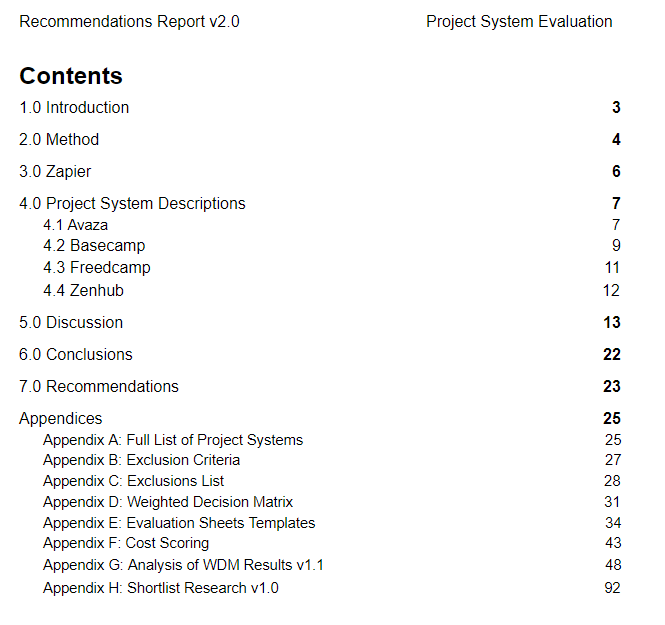 Recommendations Report v2.0 Project System Evaluation
Contents
1.0 Introduction 3
2.0 Method 4
3.0 Zapier 6
4.0 Project System Descriptions 7
4.1 Avaza 7
4.2 Basecamp 9
4.3 Freedcamp 11
4.4 Zenhub 12
5.0 Discussion 13
6.0 Conclusions 22
7.0 Recommendations 23
Appendices 25
Appendix A: Full List of Project Systems 25
Appendix B: Exclusion Criteria 27
Appendix C: Exclusions List 28
Appendix D: Weighted Decision Matrix 31
Appendix E: Evaluation Sheets Templates 34
Appendix F: Cost Scoring 43
Appendix G: Analysis of WDM Results v1.1 48
Appendix H: Shortlist Research v1.0 92